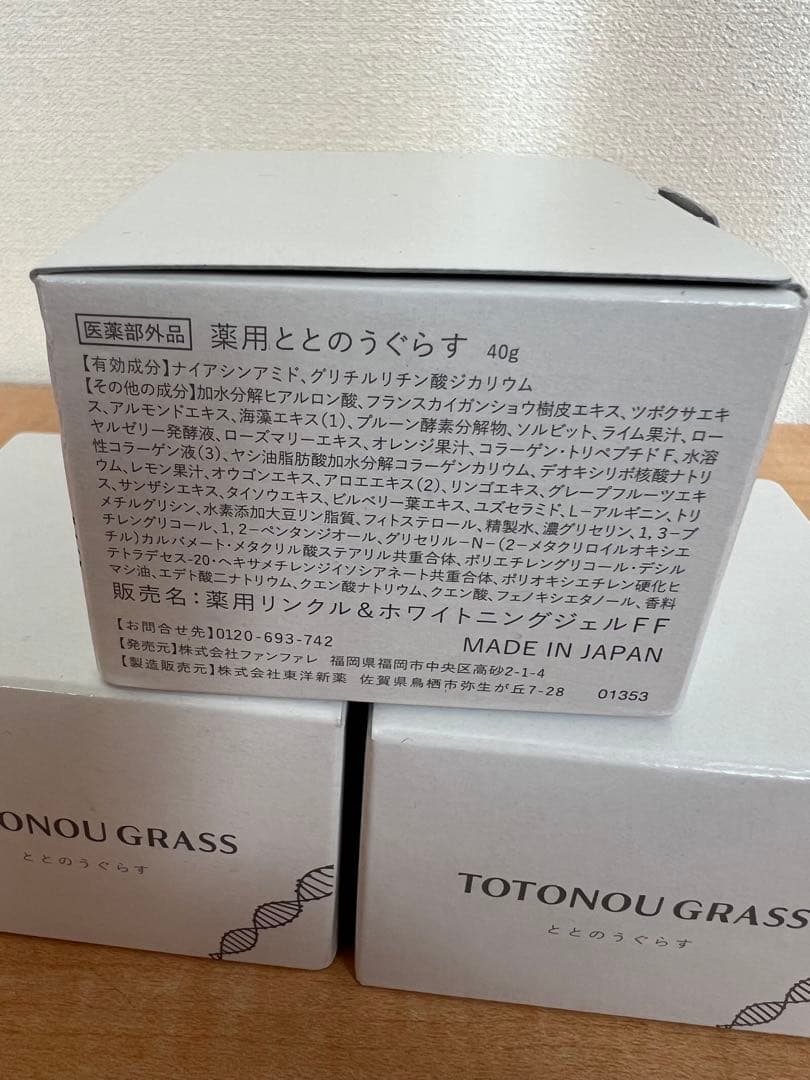 医薬部外品 薬用ととのうぐらす 40g
【有効成分】ナイアシンアミド、グリチルリチン酸ジカリウム
【その他の成分】加水分解ヒアルロン酸、フランスカイガンショウ樹皮エキス、ツボクサエキ
ス、アルモンドエキス、海藻エキス(1)、プルーン酵素分解物、ソルビット、ライム果汁、ロー
ヤルゼリー発酵液、ローズマリーエキス、オレンジ果汁、コラーゲン・トリペプチドF、水溶
性コラーゲン液(3)、ヤシ油脂肪酸加水分解コラーゲンカリウム、デオキシリボ核酸ナトリ
ウム、レモン果汁、オウゴンエキス、アロエエキス(2)、リンゴエキス、グレープフルーツエキ
ス、サンザシエキス、タイソウエキス、ビルベリー葉エキス、ユズセラミド、L-アルギニン、トリ
メチルグリシン、水素添加大豆リン脂質、フィトステロール、精製水、濃グリセリン、1,3-ブ
チレングリコール、1,2-ペンタンジオール、グリセリル-N-(2-メタクリロイルオキシエ
チル)カルバメート・メタクリル酸ステアリル共重合体、ポリエチレングリコール・デシル
テトラデセス-20・ヘキサメチレンジイソシアネート共重合体、ポリオキシエチレン硬化ヒ
マシ油、エデト酸二ナトリウム、クエン酸ナトリウム、クエン酸、フェノキシエタノール、香料
販売名:薬用リンクル&ホワイトニングジェルFF
【お問合せ先】0120-693-742 MADE IN JAPAN
【発売元】株式会社ファンファレ 福岡県福岡市中央区高砂2-1-4
【製造販売元】株式会社東洋新薬 佐賀県鳥栖市弥生が丘7-28 01353
ONOU GRASS
ととのうぐらす
TOTONOU GRASS
ととのうぐらす